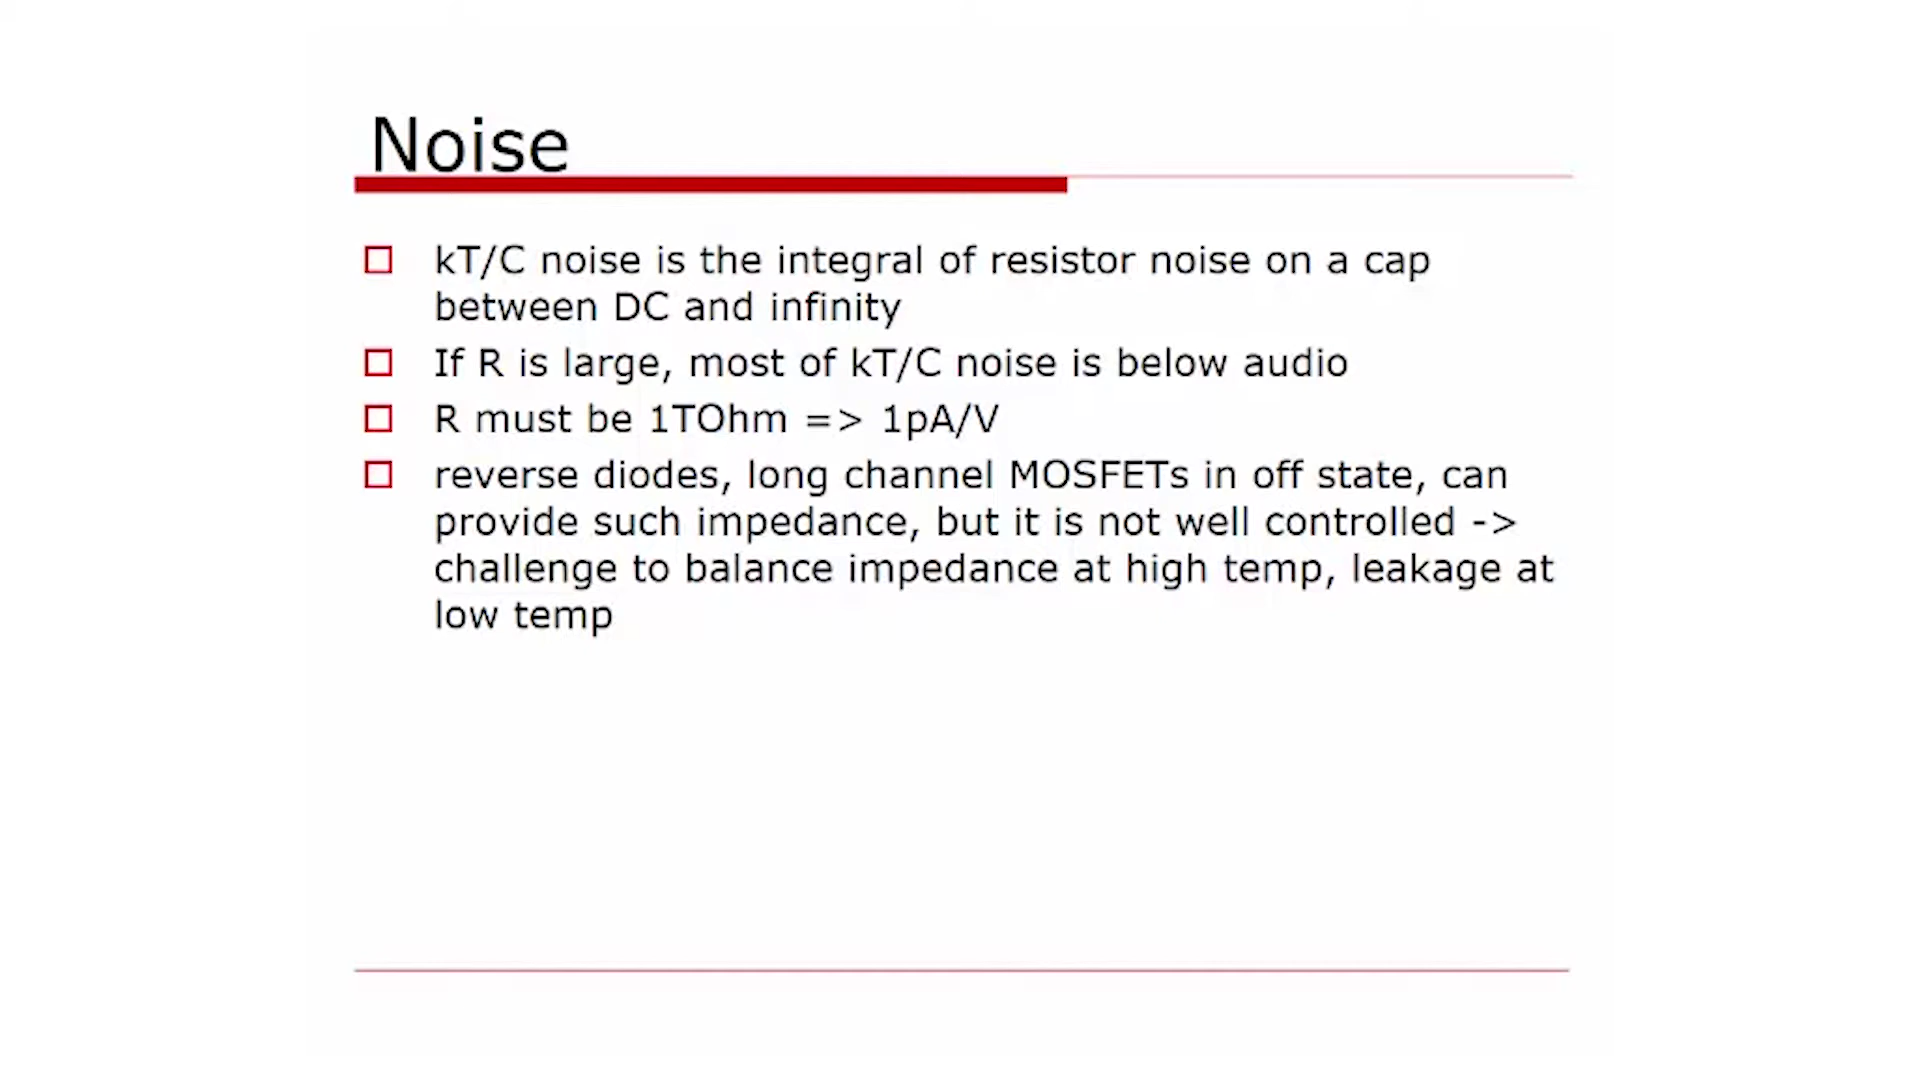 Noise
kT/C noise is the integral of resistor noise on a cap
between DC and infinity
If R is large, most of kT/C noise is below audio
R must be 1TOhm => 1pA/V
reverse diodes, long channel MOSFETs in off state, can
provide such impedance, but it is not well controlled ->
challenge to balance impedance at high temp, leakage at
low temp